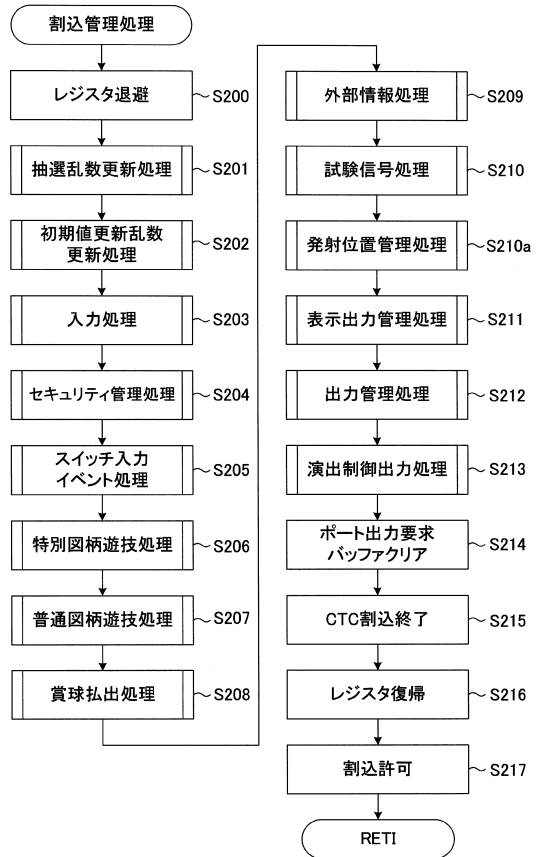 割込管理処理
レジスタ退避
S200
抽選乱数更新処理
S201
初期値更新乱数
更新処理
S202
入力処理
S203
セキュリティ管理処理
S204
スイッチ入力
イベント処理
S205
特別図柄遊技処理
S206
普通図柄遊技処理
S207
賞球払出処理
S208
外部情報処理
S209
試験信号処理
S210
発射位置管理処理
S210a
表示出力管理処理
S211
出力管理処理
S212
演出制御出力処理
S213
ポート出力要求
バッファクリア
S214
CTC割込終了
S215
レジスタ復帰
S216
割込許可
S217
RETI